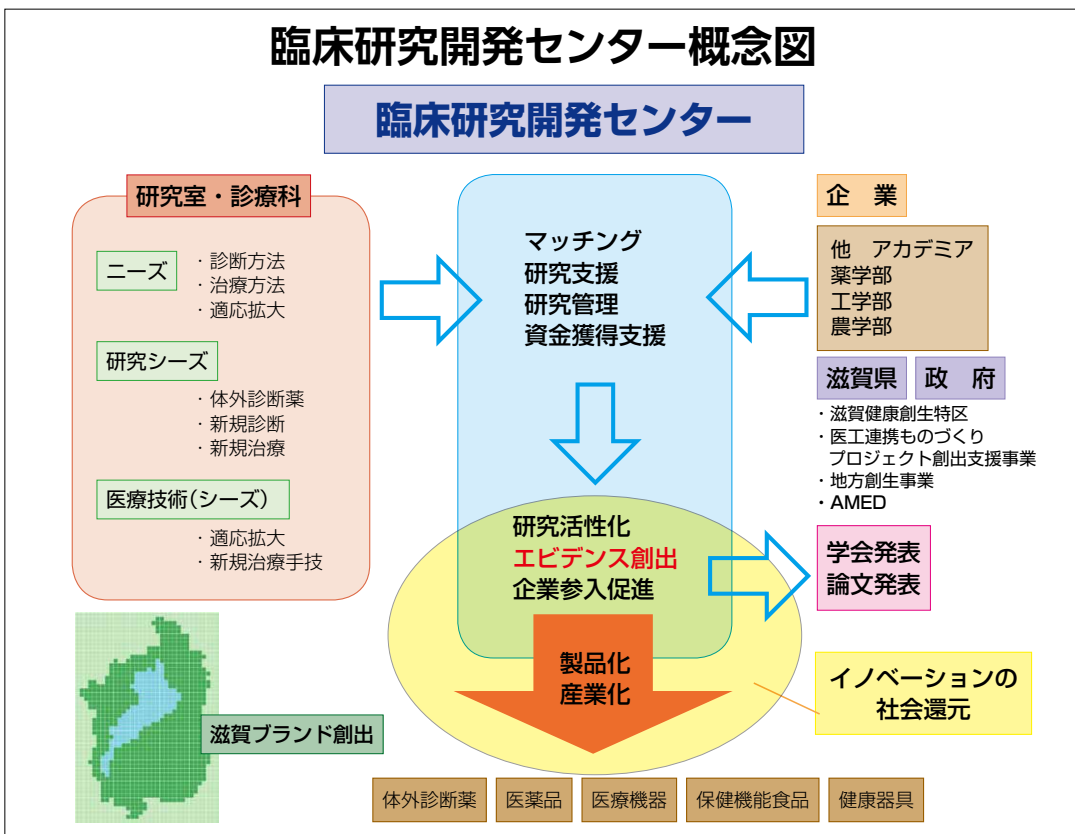 臨床研究開発センター概念図
臨床研究開発センター
研究室・診療科
ニーズ
・診断方法
・治療方法
・適応拡大
研究シーズ
・体外診断薬
・新規診断
・新規治療
医療技術(シーズ)
・適応拡大
・新規治療手技
マッチング
研究支援
研究管理
資金獲得支援
企　業
他　アカデミア
薬学部
工学部
農学部
滋賀県
政　府
・滋賀健康創生特区
・医工連携ものづくり
プロジェクト創出支援事業
・地方創生事業
・AMED
研究活性化
エビデンス創出
企業参入促進
学会発表
論文発表
製品化
産業化
イノベーションの
社会還元
滋賀ブランド創出
体外診断薬
医薬品
医療機器
保健機能食品
健康器具